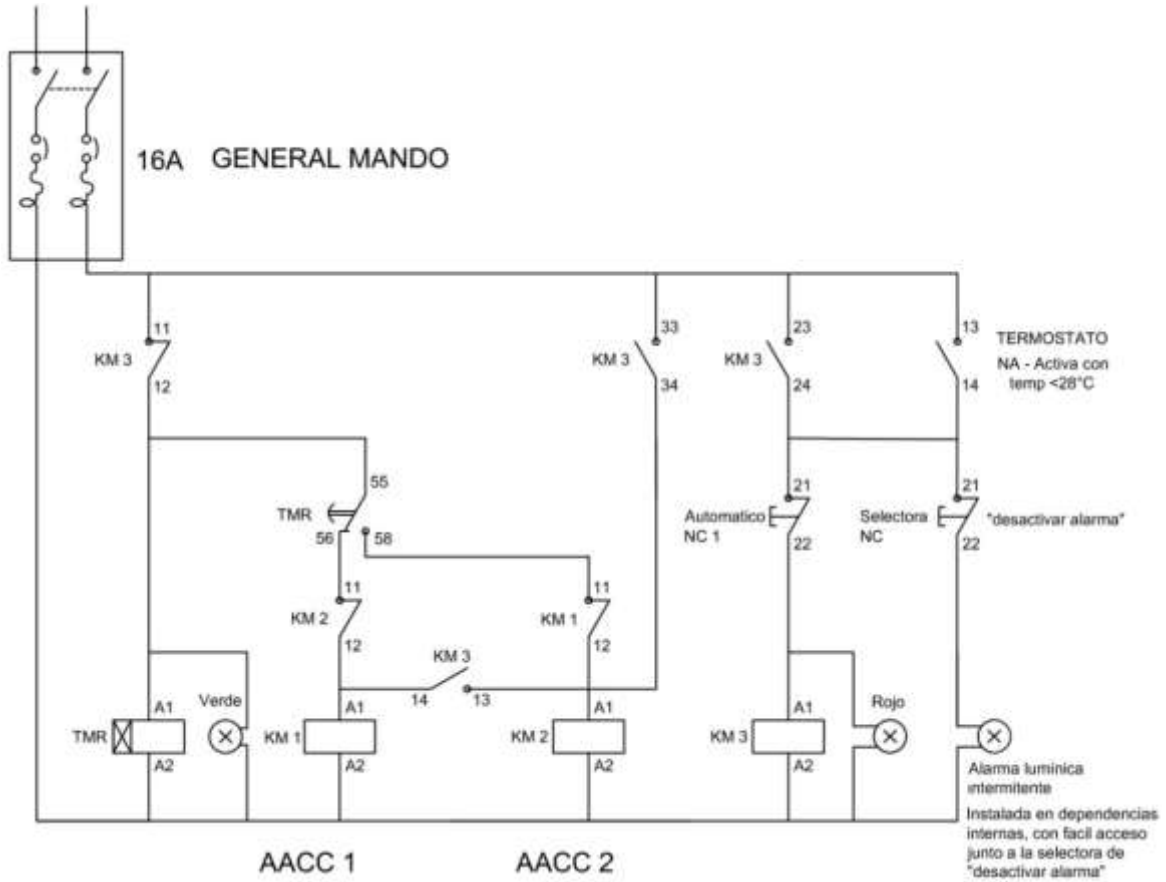 16A GENERAL MANDO
11
KM 3
12
33
KM 3
34
23
KM 3
24
13
TERMOSTATO
NA - Activa con
temp <28°C
14
55
TMR
56
58
21
Automatico
NC 1
22
21
Selectora
NC
"desactivar alarma"
22
11
KM 2
12
11
KM 1
12
KM 3
14
13
A1
TMR
A2
Verde
A1
KM 1
A2
A1
KM 2
A2
A1
KM 3
A2
Rojo
Alarma lumínica
intermitente
Instalada en dependencias
internas, con facil acceso
junto a la selectora de
"desactivar alarma"
AACC 1
AACC 2